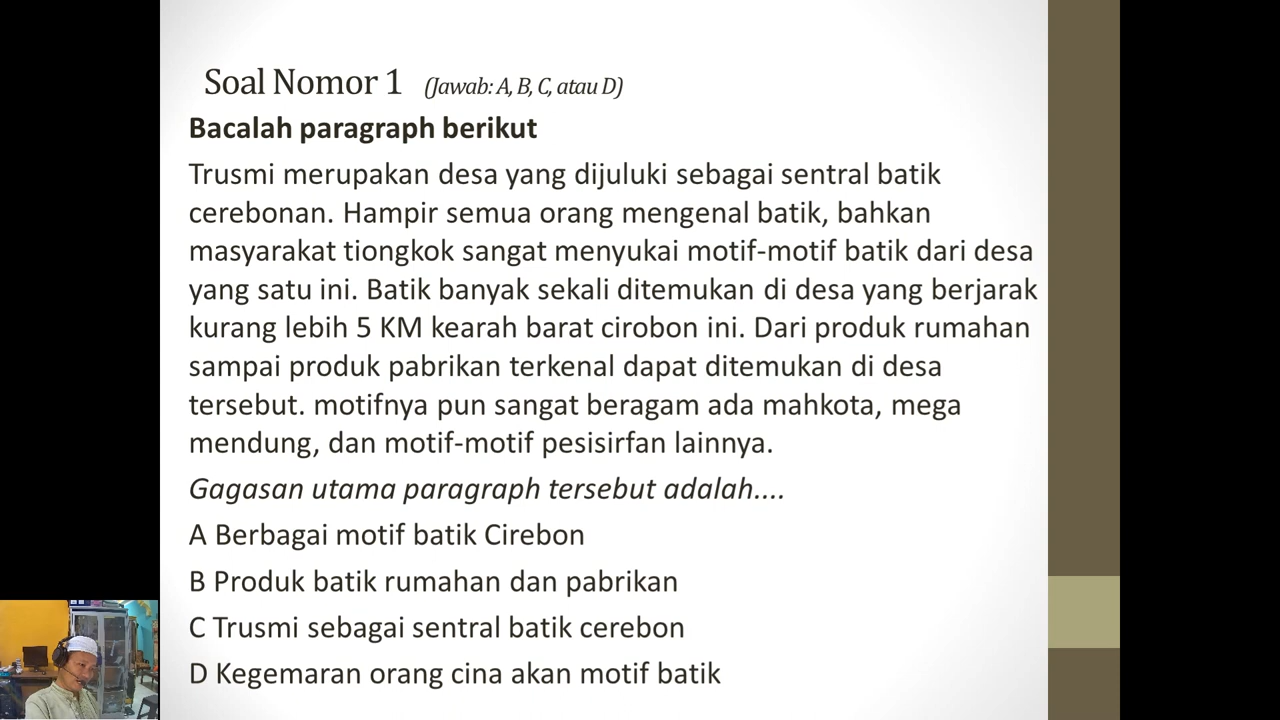 Soal Nomor 1 (Jawab: A, B, C, atau D)
Bacalah paragraph berikut
Trusmi merupakan desa yang dijuluki sebagai sentral batik
cerebonan. Hampir semua orang mengenal batik, bahkan
masyarakat tiongkok sangat menyukai motif-motif batik dari desa
yang satu ini. Batik banyak sekali ditemukan di desa yang berjarak
kurang lebih 5 KM kearah barat cirobon ini. Dari produk rumahan
sampai produk pabrikan terkenal dapat ditemukan di desa
tersebut. motifnya pun sangat beragam ada mahkota, mega
mendung, dan motif-motif pesisirfan lainnya.
Gagasan utama paragraph tersebut adalah....
A Berbagai motif batik Cirebon
B Produk batik rumahan dan pabrikan
C Trusmi sebagai sentral batik cerebon
D Kegemaran orang cina akan motif batik